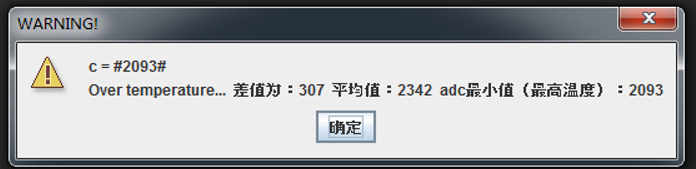 WARNING!
c = #2093#
Over temperature... 差值为：307 平均值：2342 adc最小值（最高温度）：2093
确定